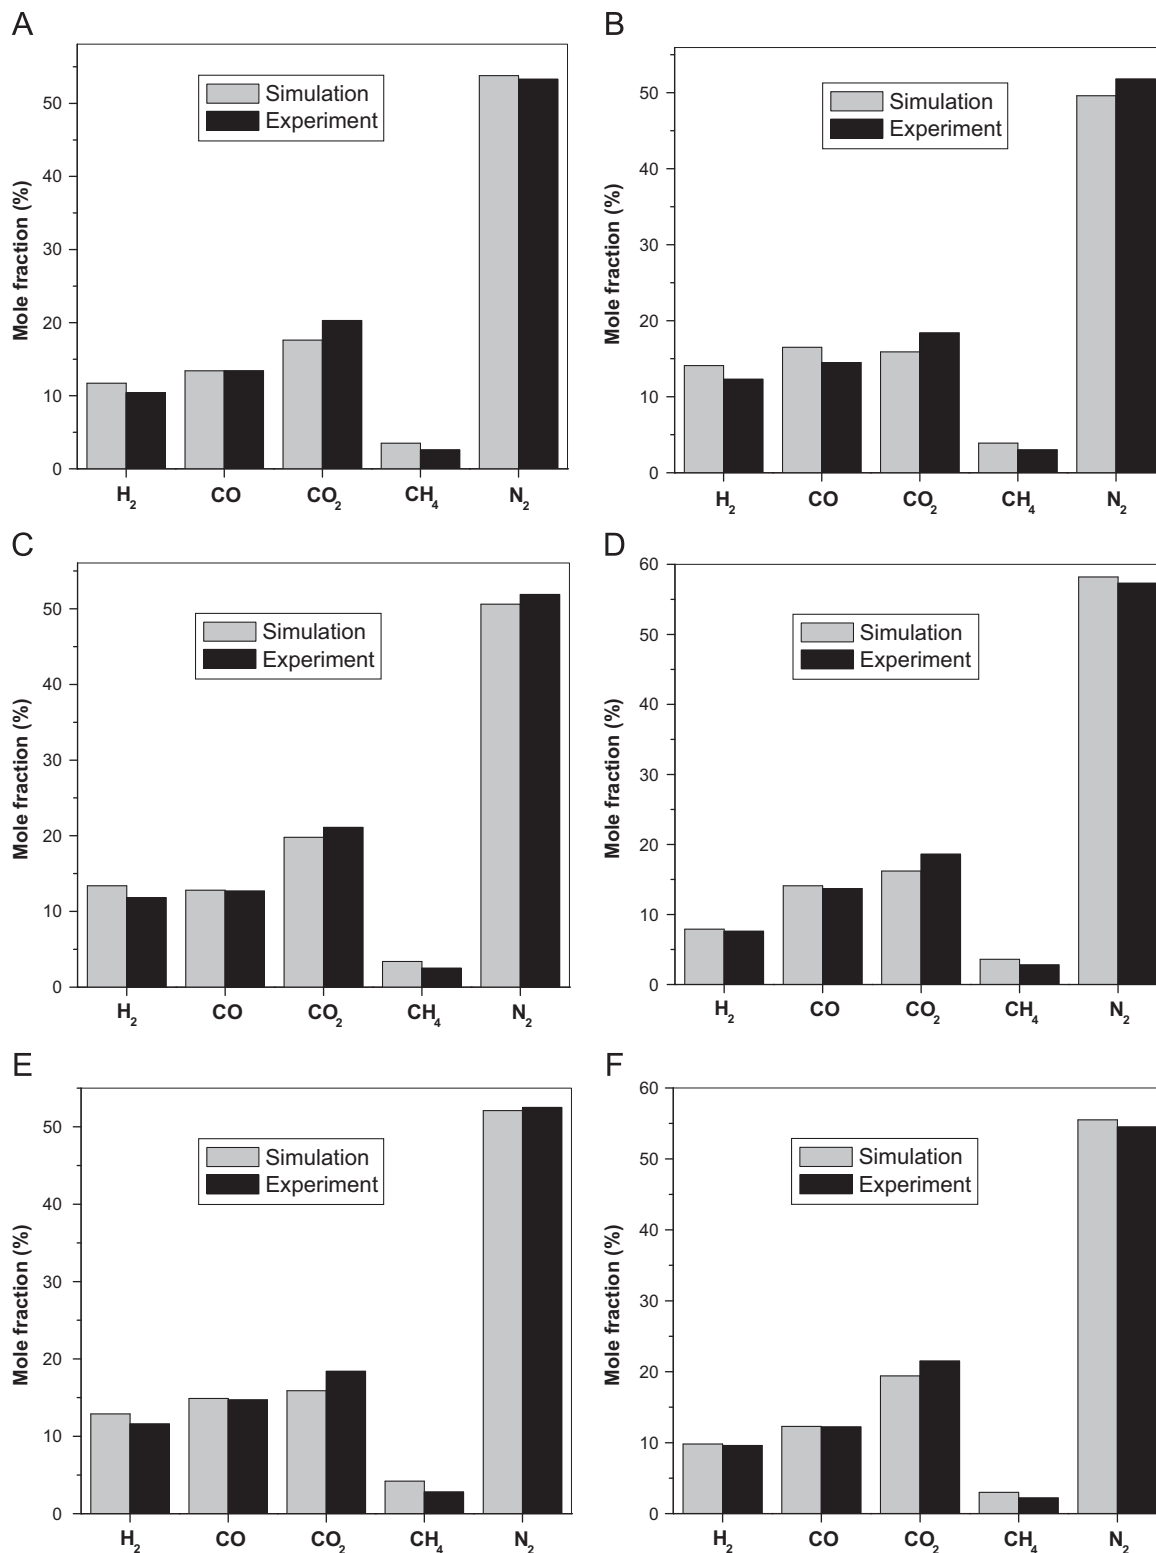 A
Mole fraction (%)
50
40
30
20
10
0
Simulation
Experiment
H2 CO CO2 CH4 N2
B
Mole fraction (%)
50
40
30
20
10
0
Simulation
Experiment
H2 CO CO2 CH4 N2
C
Mole fraction (%)
50
40
30
20
10
0
Simulation
Experiment
H2 CO CO2 CH4 N2
D
Mole fraction (%)
60
50
40
30
20
10
0
Simulation
Experiment
H2 CO CO2 CH4 N2
E
Mole fraction (%)
50
40
30
20
10
0
Simulation
Experiment
H2 CO CO2 CH4 N2
F
Mole fraction (%)
60
50
40
30
20
10
0
Simulation
Experiment
H2 CO CO2 CH4 N2